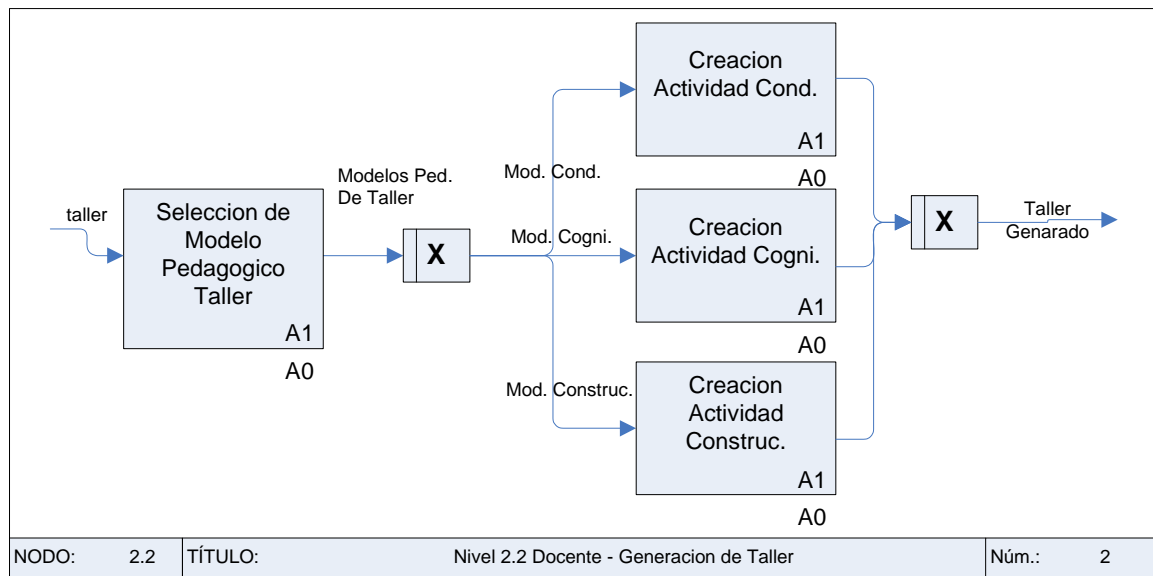 taller
Seleccion de
Modelo
Pedagogico
Taller
A1
A0
Modelos Ped.
De Taller
X
Mod. Cond.
Mod. Cogni.
Mod. Construc.
Creacion
Actividad Cond.
A1
A0
Creacion
Actividad Cogni.
A1
A0
Creacion
Actividad
Construc.
A1
A0
X
Taller
Genarado
NODO: 2.2 TÍTULO: Nivel 2.2 Docente - Generacion de Taller Núm.: 2